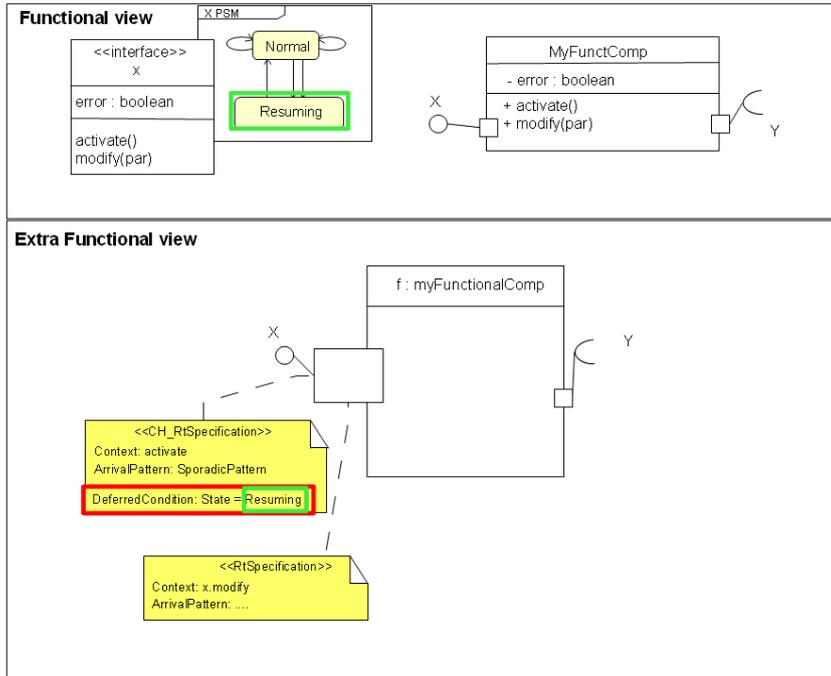 Functional view
X PSM
<<interface>>
x
error : boolean
activate()
modify(par)
Normal
Resuming
MyFunctComp
- error : boolean
+ activate()
+ modify(par)
X
Y
Extra Functional view
f : myFunctionalComp
X
Y
<<CH_RtSpecification>>
Context: activate
ArrivalPattern: SporadicPattern
DeferredCondition: State = Resuming
<<RtSpecification>>
Context: x.modify
ArrivalPattern: ....